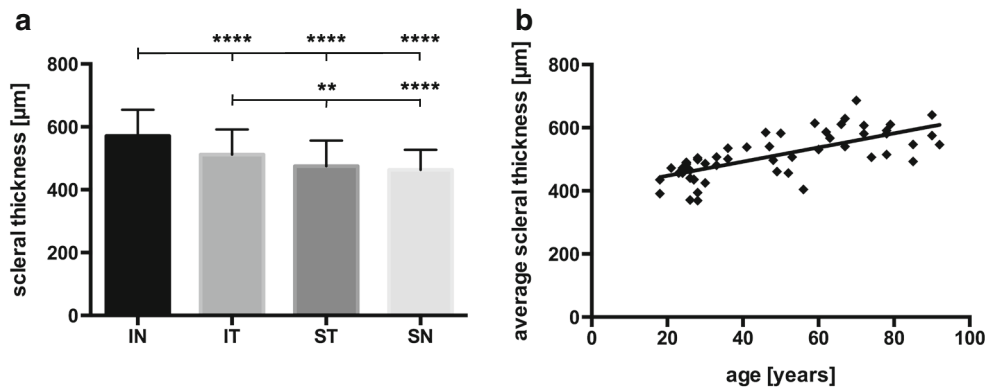 a
b
**** **** ****
** ****
scleral thickness [µm]
800
600
400
200
0
IN IT ST SN
average scleral thickness [µm]
800
600
400
200
0
0 20 40 60 80 100
age [years]